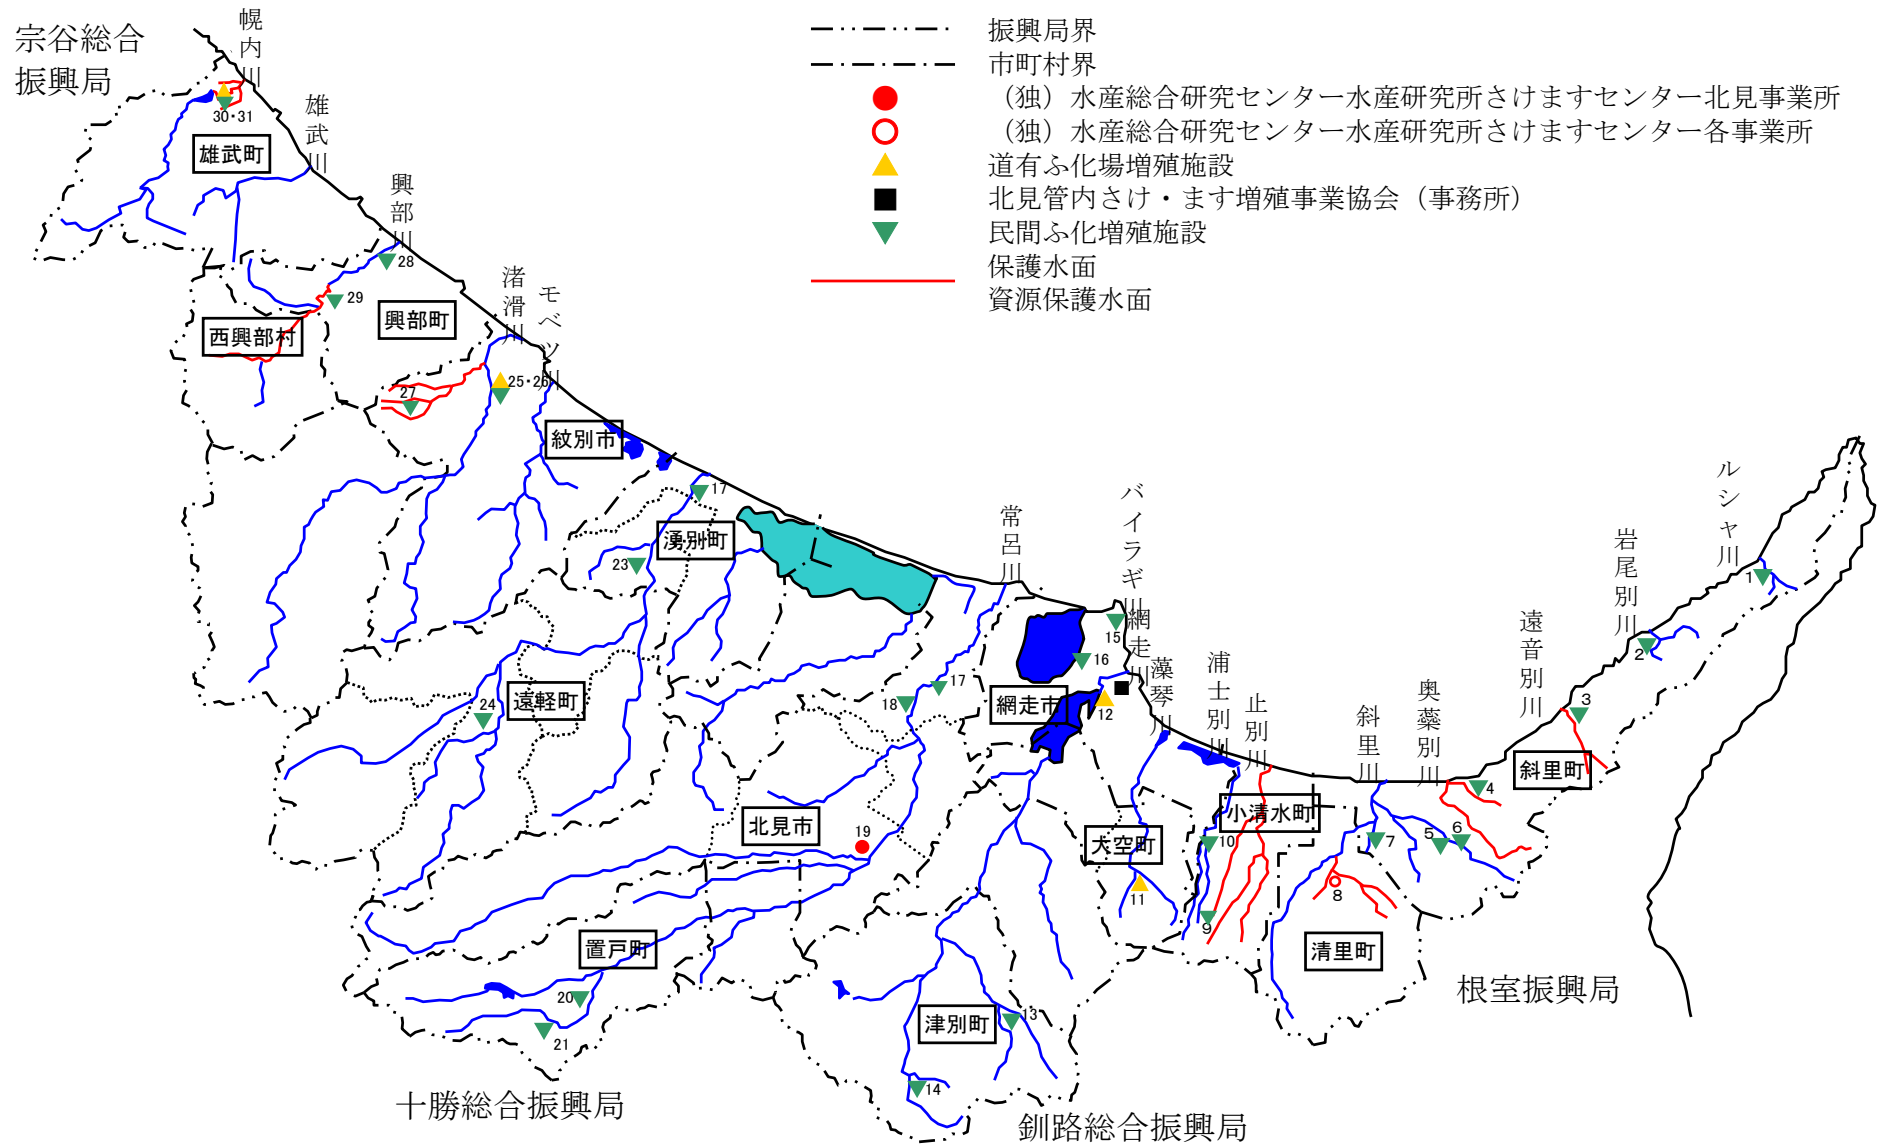 宗谷総合
振興局
幌内川
雄武川
興部川
渚滑川
モベツ川
振興局界
市町村界
（独）水産総合研究センター水産研究所さけますセンター北見事業所
（独）水産総合研究センター水産研究所さけますセンター各事業所
道有ふ化場増殖施設
北見管内さけ・ます増殖事業協会（事務所）
民間ふ化増殖施設
保護水面
資源保護水面
30・31
雄武町
28
29
西興部村
興部町
27
25・26
紋別市
17
湧別町
23
常呂川
バイラギ川
網走川
藻琴川
浦士別川
止別川
斜里川
奥蘂別川
遠音別川
岩尾別川
ルシャ川
1
2
3
4
5
6
7
8
9
10
11
12
15
16
17
18
24
遠軽町
網走市
斜里町
小清水町
大空町
北見市
19
清里町
置戸町
20
21
津別町
13
14
根室振興局
十勝総合振興局
釧路総合振興局